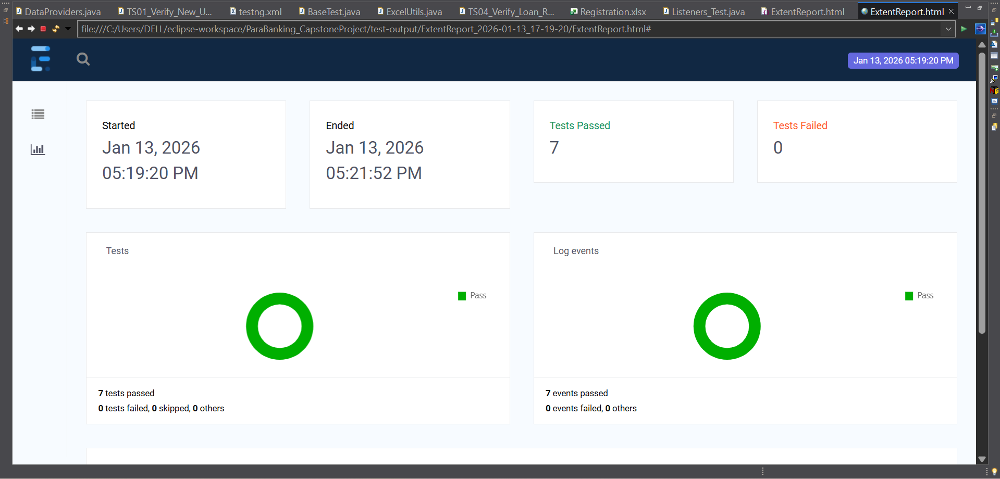 DataProviders.java
TS01_Verify_New_U...
testng.xml
BaseTest.java
ExcelUtils.java
TS04_Verify_Loan_R...
Registration.xlsx
Listeners_Test.java
ExtentReport.html
ExtentReport.html
file:///C:/Users/DELL/eclipse-workspace/ParaBanking_CapstoneProject/test-output/ExtentReport_2026-01-13_17-19-20/ExtentReport.html#
Jan 13, 2026 05:19:20 PM
Started
Jan 13, 2026
05:19:20 PM
Ended
Jan 13, 2026
05:21:52 PM
Tests Passed
7
Tests Failed
0
Tests
Pass
7 tests passed
0 tests failed, 0 skipped, 0 others
Log events
Pass
7 events passed
0 events failed, 0 others